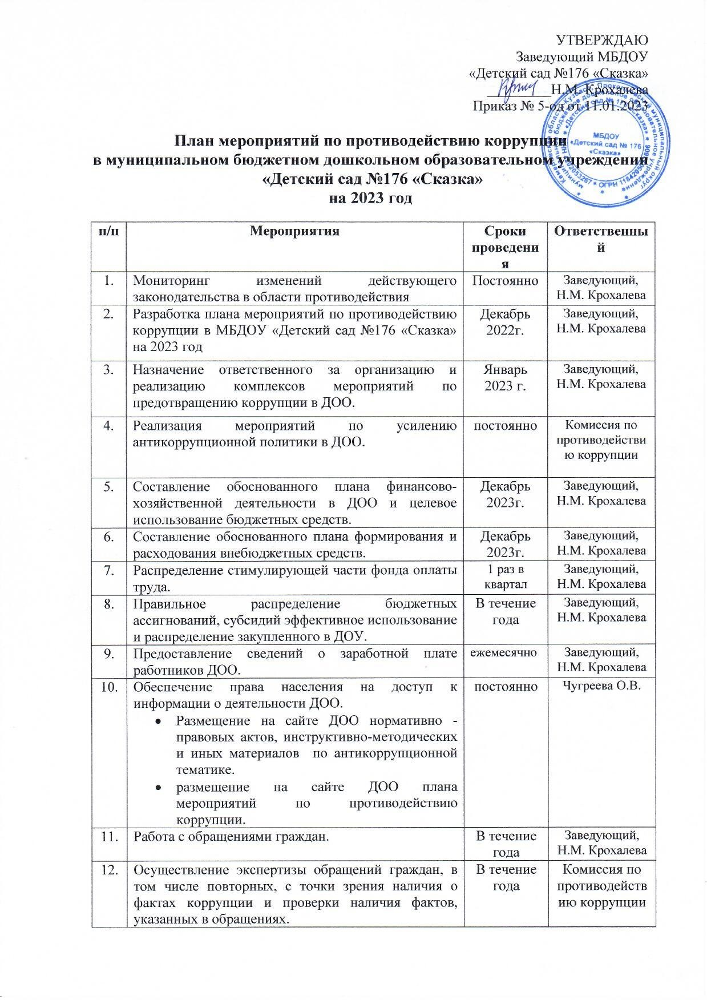 УТВЕРЖДАЮ
Заведующий МБДОУ
«Детский сад №176 «Сказка»
_________Н.М. Крохалева
Приказ № 5-од от 11.01.2023
МБДОУ
«Детский сад № 176
«Сказка»
План мероприятий по противодействию коррупции
в муниципальном бюджетном дошкольном образовательном учреждении
«Детский сад №176 «Сказка»
на 2023 год
п/п Мероприятия Сроки Ответственны
проведени й
я
1. Мониторинг изменений действующего Постоянно Заведующий,
законодательства в области противодействия Н.М. Крохалева
2. Разработка плана мероприятий по противодействию Декабрь Заведующий,
коррупции в МБДОУ «Детский сад №176 «Сказка» 2022г. Н.М. Крохалева
на 2023 год
3. Назначение ответственного за организацию и Январь Заведующий,
реализацию комплексов мероприятий по 2023 г. Н.М. Крохалева
предотвращению коррупции в ДОО.
4. Реализация мероприятий по усилению постоянно Комиссия по
антикоррупционной политики в ДОО. противодействи
ю коррупции
5. Составление обоснованного плана финансово- Декабрь Заведующий,
хозяйственной деятельности в ДОО и целевое 2023г. Н.М. Крохалева
использование бюджетных средств.
6. Составление обоснованного плана формирования и Декабрь Заведующий,
расходования внебюджетных средств. 2023г. Н.М. Крохалева
7. Распределение стимулирующей части фонда оплаты 1 раз в Заведующий,
труда. квартал Н.М. Крохалева
8. Правильное распределение бюджетных В течение Заведующий,
ассигнований, субсидий эффективное использование года Н.М. Крохалева
и распределение закупленного в ДОУ.
9. Предоставление сведений о заработной плате ежемесячно Заведующий,
работников ДОО. Н.М. Крохалева
10. Обеспечение права населения на доступ к постоянно Чугреева О.В.
информации о деятельности ДОО.
• Размещение на сайте ДОО нормативно -
правовых актов, инструктивно-методических
и иных материалов по антикоррупционной
тематике.
• размещение на сайте ДОО плана
мероприятий по противодействию
коррупции.
11. Работа с обращениями граждан. В течение Заведующий,
года Н.М. Крохалева
12. Осуществление экспертизы обращений граждан, в В течение Комиссия по
том числе повторных, с точки зрения наличия о года противодейств
фактах коррупции и проверки наличия фактов, ию коррупции
указанных в обращениях.